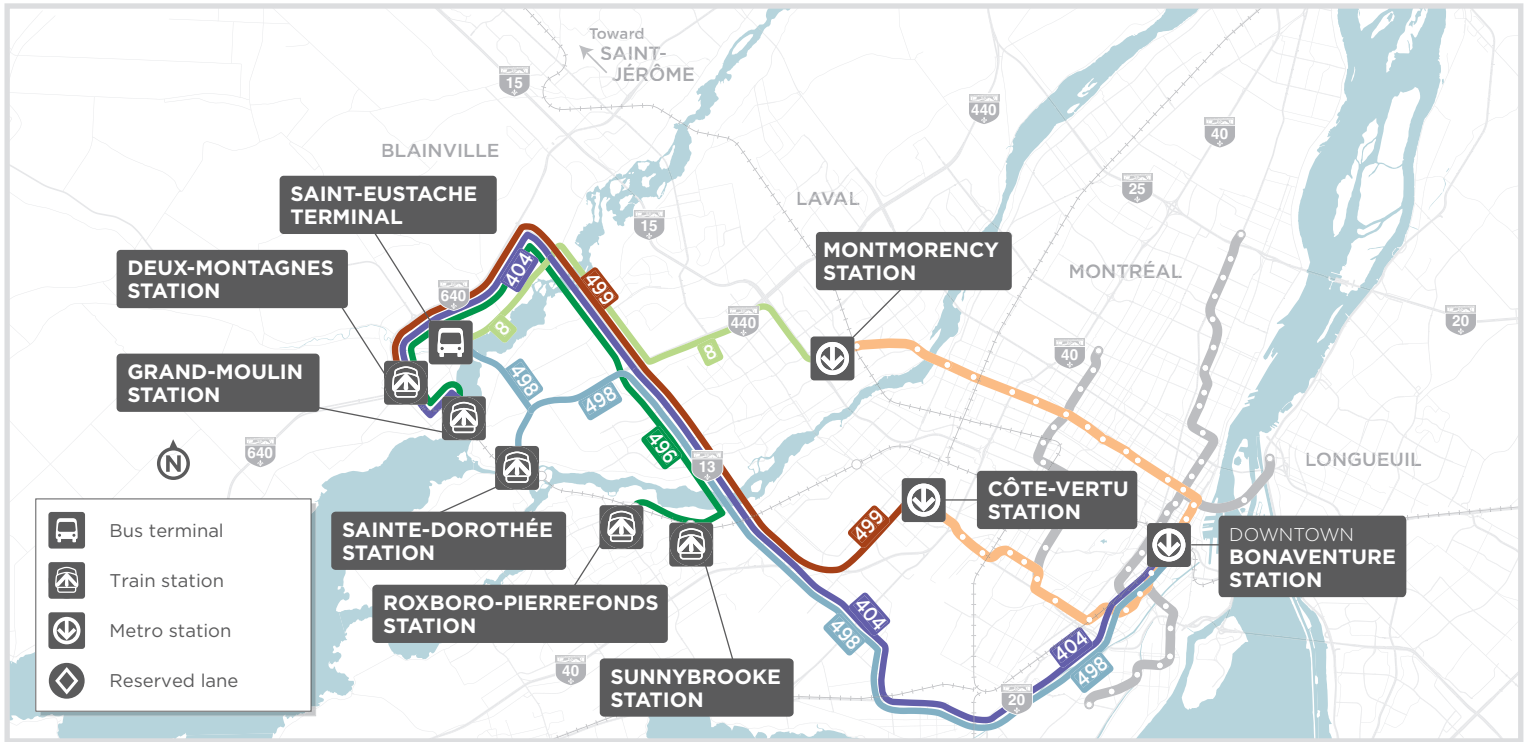 Toward
SAINT-
JÉRÔME
15
440
40
BLAINVILLE
SAINT-EUSTACHE
TERMINAL
25
LAVAL
15
MONTMORENCY
STATION
DEUX-MONTAGNES
STATION
404
499
MONTRÉAL
640
8
440
20
8
40
GRAND-MOULIN
STATION
498
498
496
640
N
13
LONGUEUIL
CÔTE-VERTU
STATION
499
SAINTE-DOROTHÉE
STATION
DOWNTOWN
BONAVENTURE
STATION
ROXBORO-PIERREFONDS
STATION
404
498
404
498
40
SUNNYBROOKE
STATION
20
Bus terminal
Train station
Metro station
Reserved lane